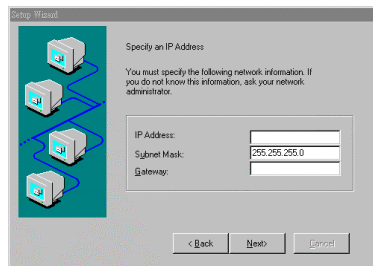 Setup Wizard
Specify an IP Address
You must specify the following network information. If
you do not know this information, ask your network
administrator.
IP Address:
Subnet Mask: 255.255.255.0
Gateway:
< Back Next> Cancel